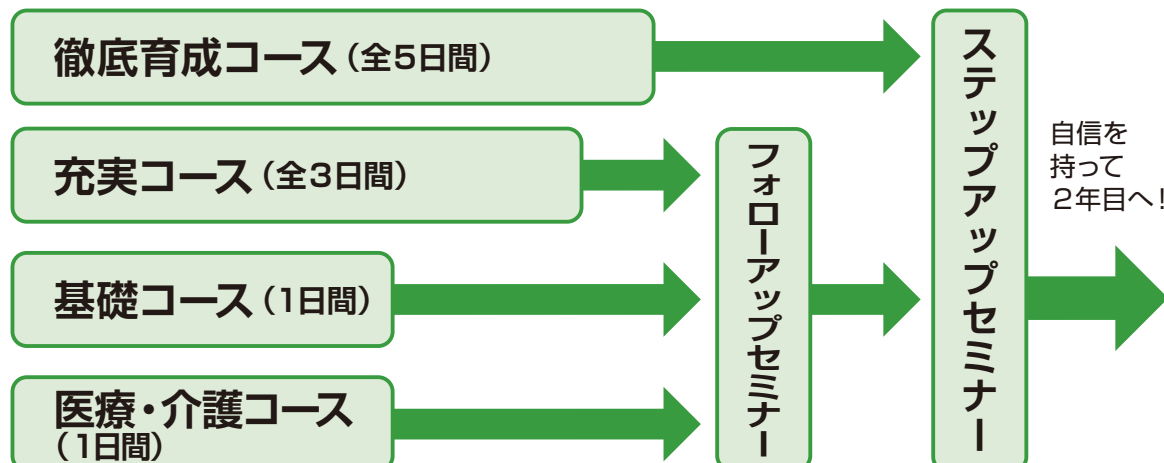 徹底育成コース(全5日間)
充実コース(全3日間)
基礎コース(1日間)
医療・介護コース
(1日間)
フォローアップセミナー
ステップアップセミナー
自信を
持って
2年目へ!